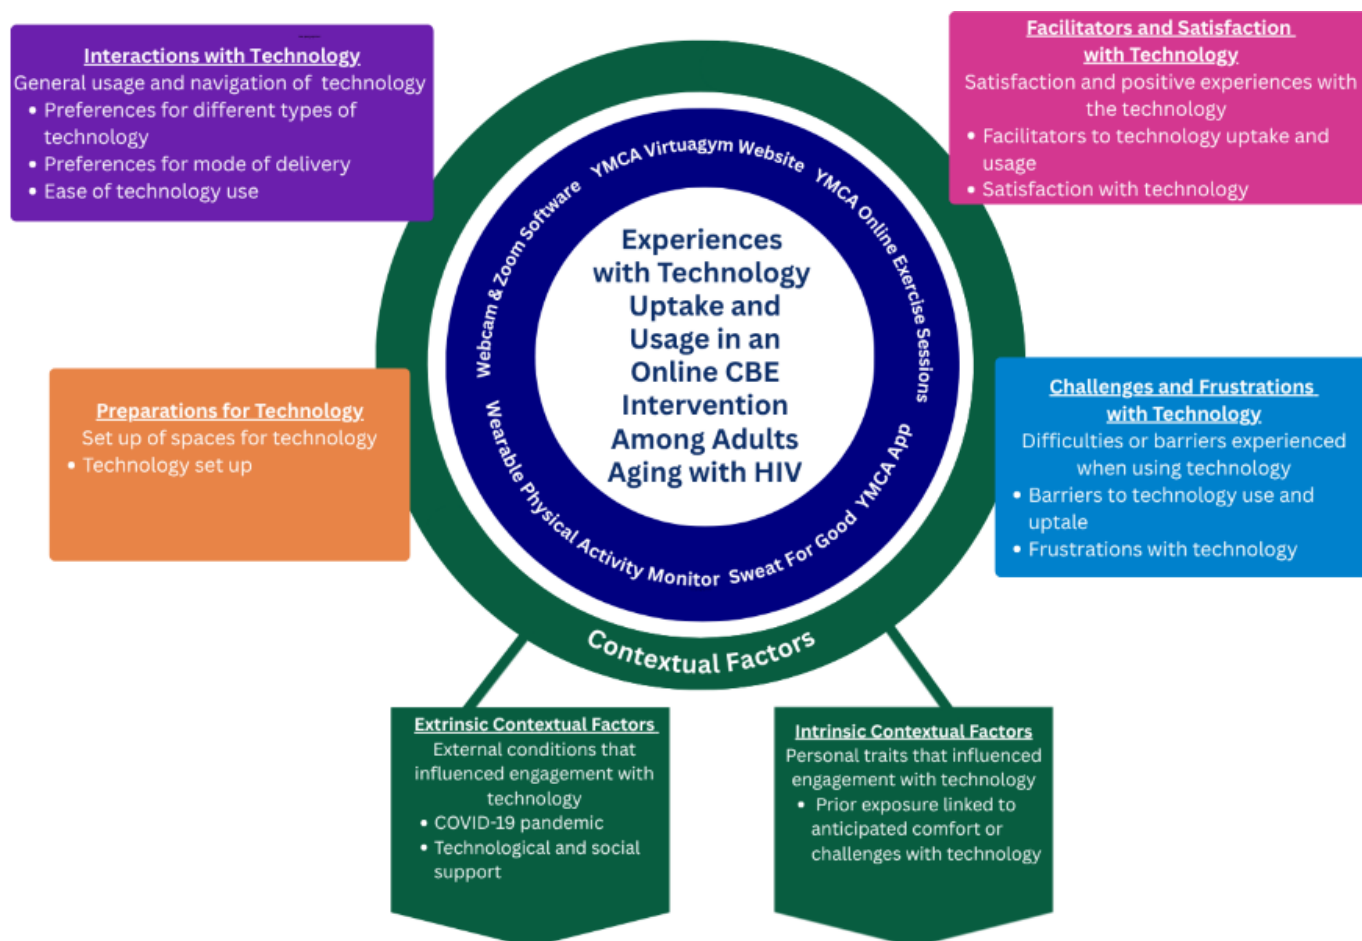 Interactions with Technology
General usage and navigation of technology
• Preferences for different types of
technology
• Preferences for mode of delivery
• Ease of technology use
Facilitators and Satisfaction
with Technology
Satisfaction and positive experiences with
the technology
• Facilitators to technology uptake and
usage
• Satisfaction with technology
Webcam & Zoom Software
YMCA Virtuagym Website
YMCA Online Exercise Sessions
Wearable Physical Activity Monitor
Sweat For Good YMCA App
Experiences
with Technology
Uptake and
Usage in an
Online CBE
Intervention
Among Adults
Aging with HIV
Preparations for Technology
Set up of spaces for technology
• Technology set up
Challenges and Frustrations
with Technology
Difficulties or barriers experienced
when using technology
• Barriers to technology use and
uptale
• Frustrations with technology
Contextual Factors
Extrinsic Contextual Factors
External conditions that
influenced engagement with
technology
• COVID-19 pandemic
• Technological and social
support
Intrinsic Contextual Factors
Personal traits that influenced
engagement with technology
• Prior exposure linked to
anticipated comfort or
challenges with technology